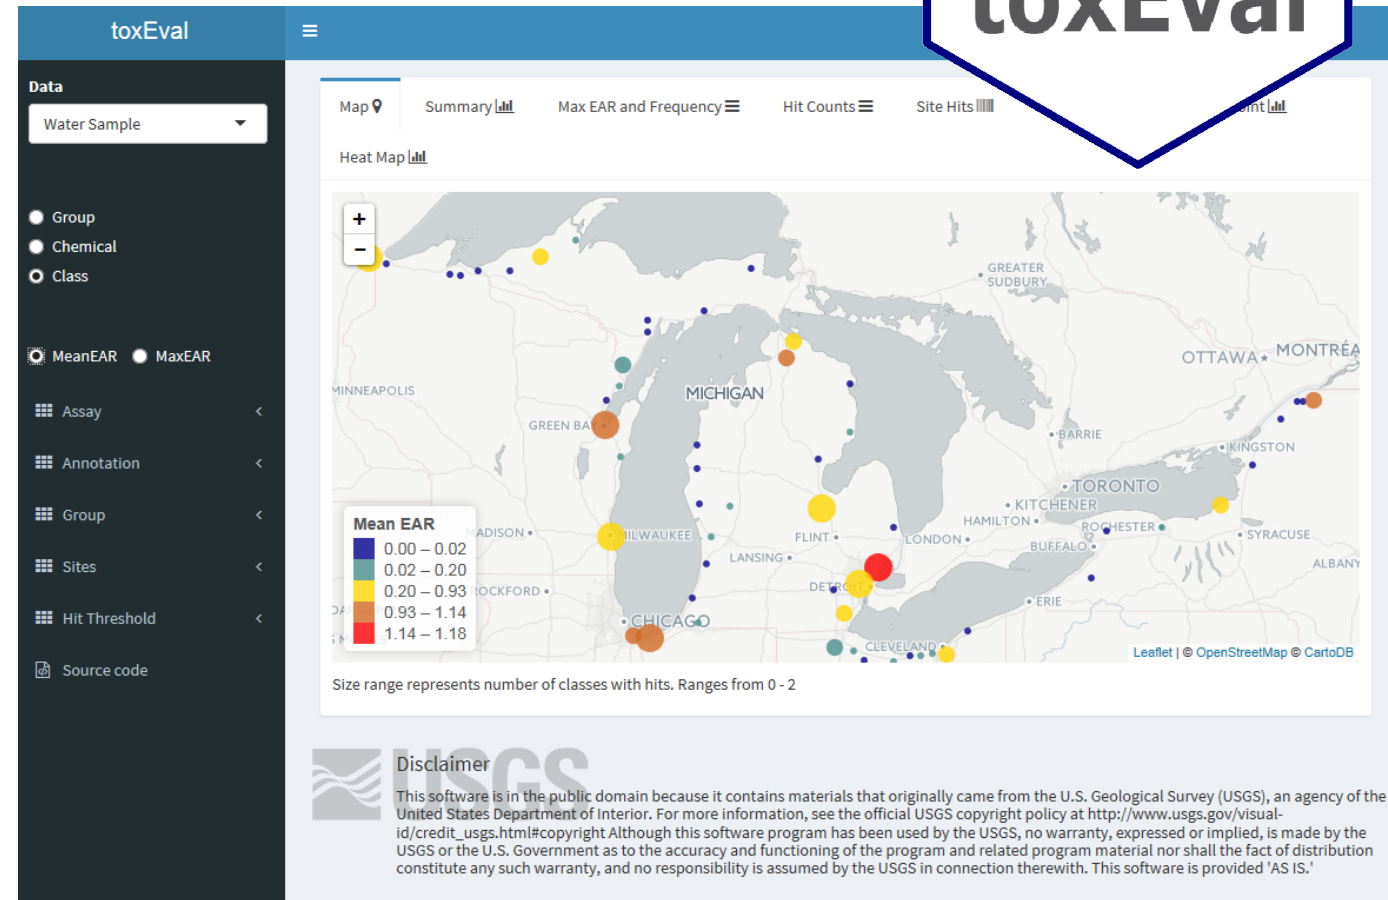 toxEval
toxEval
Data
Water Sample
Group
Chemical
Class
MeanEAR MaxEAR
Assay
Annotation
Group
Sites
Hit Threshold
Source code
Map Summary Max EAR and Frequency Hit Counts Site Hits
Heat Map
+
−
GREATER
SUDBURY
OTTAWA
MINNEAPOLIS
MICHIGAN
GREEN BA
BARRIE
KINGSTON
TORONTO
KITCHENER
HAMILTON
ROCHESTER
SYRACUSE
MILWAUKEE
FLINT
LONDON
BUFFALO
LANSING
ALBANY
DETROIT
ERIE
CHICAGO
CLEVELAND
Mean EAR
0.00 – 0.02
0.02 – 0.20
0.20 – 0.93
0.93 – 1.14
1.14 – 1.18
ADISON
OCKFORD
Leaflet | © OpenStreetMap © CartoDB
Size range represents number of classes with hits. Ranges from 0 - 2
USGS
Disclaimer
This software is in the public domain because it contains materials that originally came from the U.S. Geological Survey (USGS), an agency of the
United States Department of Interior. For more information, see the official USGS copyright policy at http://www.usgs.gov/visual-
id/credit_usgs.html#copyright Although this software program has been used by the USGS, no warranty, expressed or implied, is made by the
USGS or the U.S. Government as to the accuracy and functioning of the program and related program material nor shall the fact of distribution
constitute any such warranty, and no responsibility is assumed by the USGS in connection therewith. This software is provided 'AS IS.'